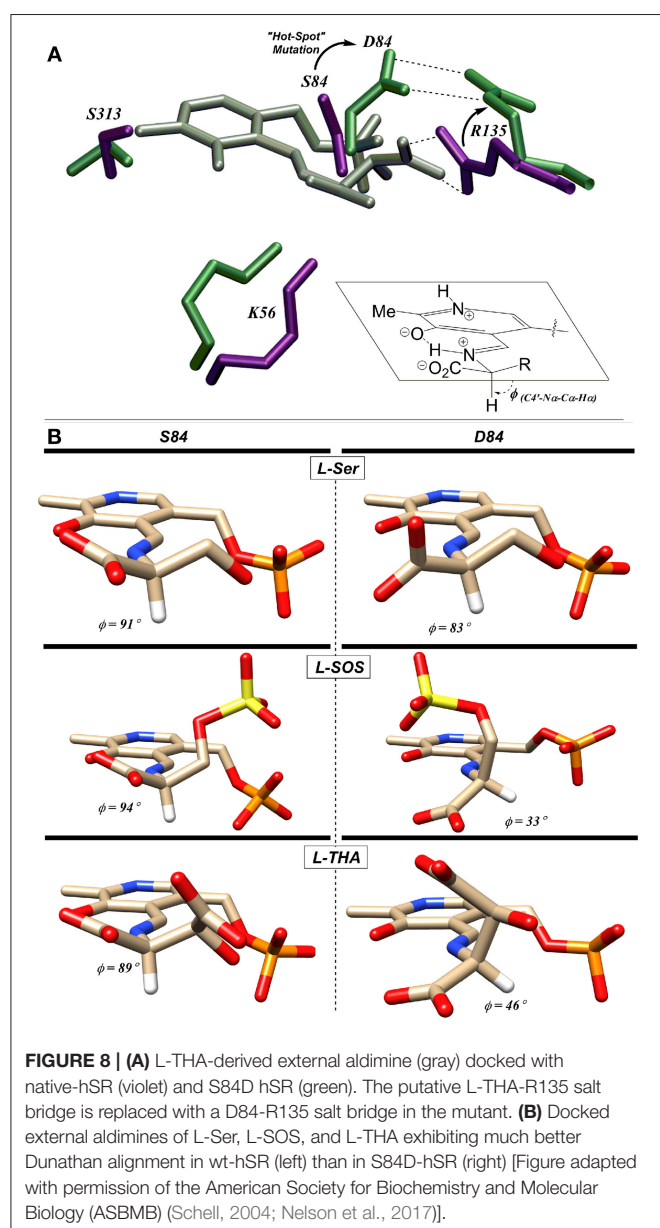 A
"Hot-Spot"
Mutation
D84
S84
S313
R135
K56
H
N
⊕
Me
⊖
O
H
⊕
N
⊖
O₂C
R
H
ϕ (C4'-Nα-Cα-Hα)
B
S84
D84
L-Ser
ϕ = 91°
ϕ = 83°
L-SOS
ϕ = 94°
ϕ = 33°
L-THA
ϕ = 89°
ϕ = 46°
FIGURE 8 | (A) L-THA-derived external aldimine (gray) docked with
native-hSR (violet) and S84D hSR (green). The putative L-THA-R135 salt
bridge is replaced with a D84-R135 salt bridge in the mutant. (B) Docked
external aldimines of L-Ser, L-SOS, and L-THA exhibiting much better
Dunathan alignment in wt-hSR (left) than in S84D-hSR (right) [Figure adapted
with permission of the American Society for Biochemistry and Molecular
Biology (ASBMB) (Schell, 2004; Nelson et al., 2017)].